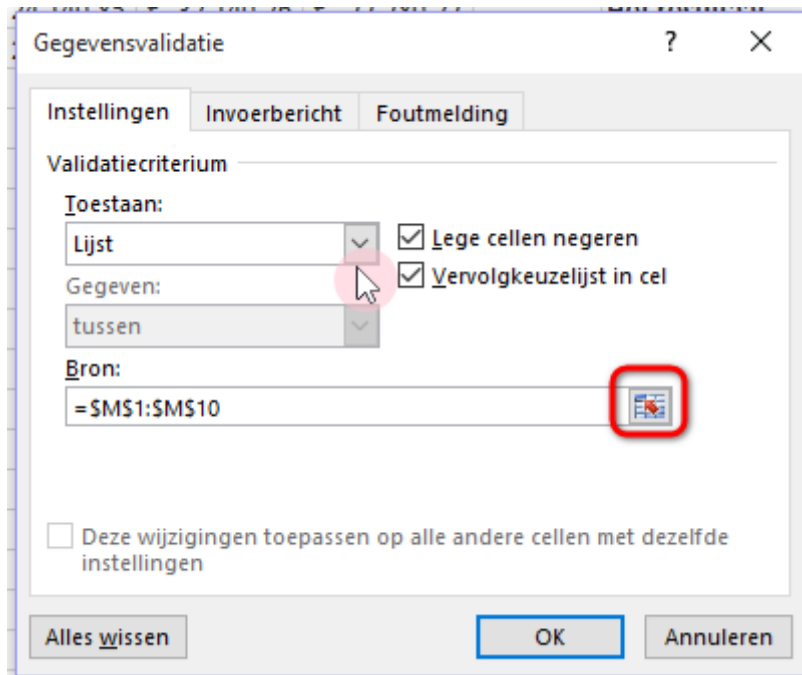 Gegevensvalidatie ? X
Instellingen Invoerbericht Foutmelding
Validatiecriterium
Toestaan:
Lijst
Lege cellen negeren
Gegeven:
Vervolgkeuzelijst in cel
tussen
Bron:
=$M$1:$M$10
Deze wijzigingen toepassen op alle andere cellen met dezelfde
instellingen
Alles wissen OK Annuleren